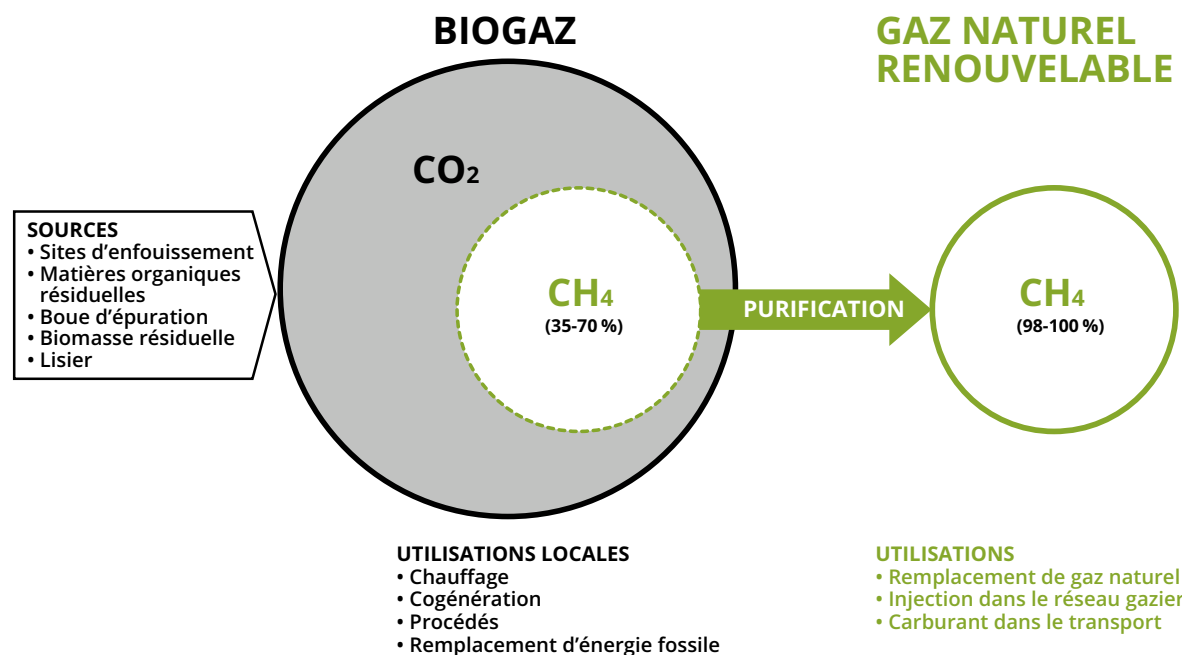 BIOGAZ
GAZ NATUREL
RENOUVELABLE
CO₂
SOURCES
• Sites d’enfouissement
• Matières organiques
résiduelles
• Boue d’épuration
• Biomasse résiduelle
• Lisier
CH₄
(35-70 %)
PURIFICATION
CH₄
(98-100 %)
UTILISATIONS LOCALES
• Chauffage
• Cogénération
• Procédés
• Remplacement d’énergie fossile
UTILISATIONS
• Remplacement de gaz naturel
• Injection dans le réseau gazier
• Carburant dans le transport